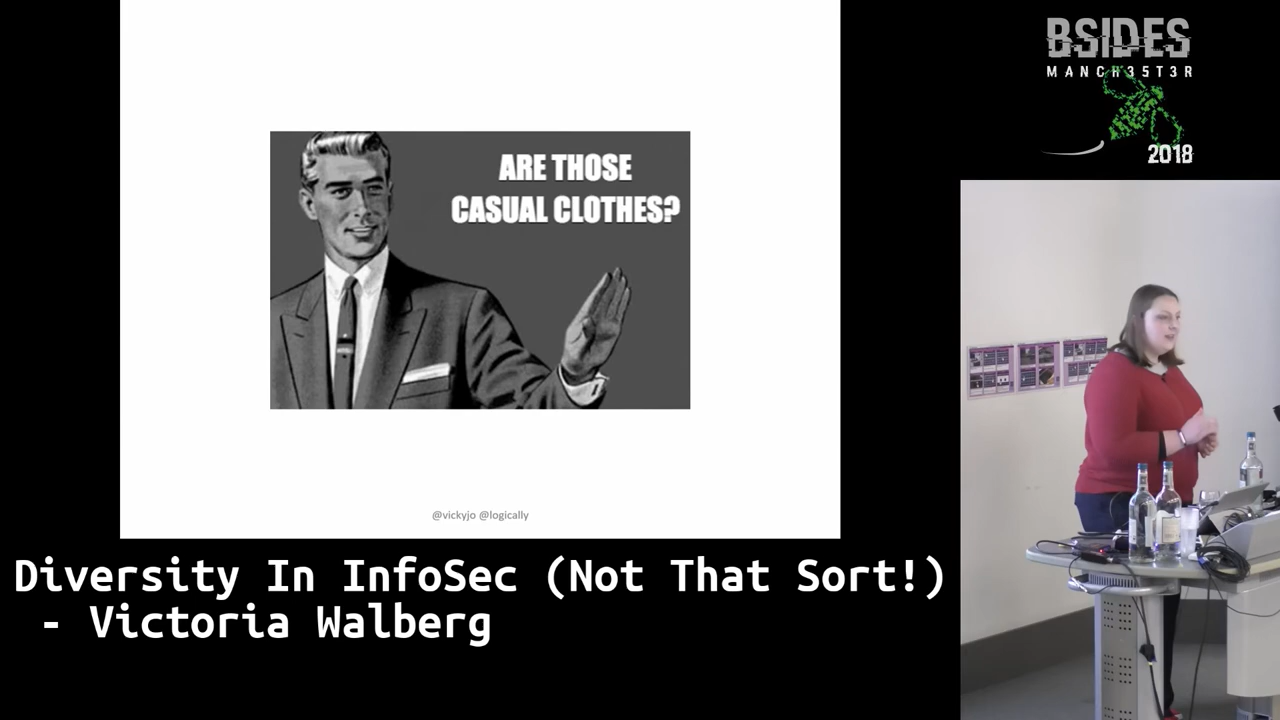 ARE THOSE
CASUAL CLOTHES?
@vickyjo @logically
Diversity In InfoSec (Not That Sort!)
- Victoria Walberg
BSIDES
MANCH35T3R
2018